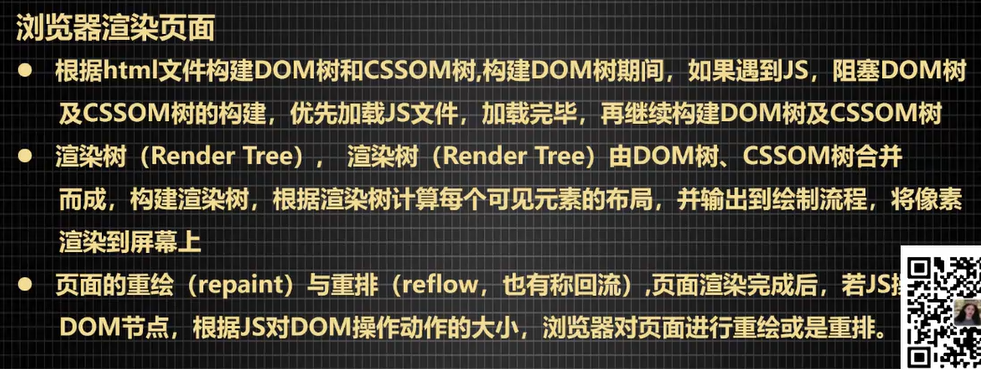 浏览器渲染页面
● 根据html文件构建DOM树和CSSOM树,构建DOM树期间，如果遇到JS，阻塞DOM树
及CSSOM树的构建，优先加载JS文件，加载完毕，再继续构建DOM树及CSSOM树
● 渲染树（Render Tree）， 渲染树（Render Tree）由DOM树、CSSOM树合并
而成，构建渲染树，根据渲染树计算每个可见元素的布局，并输出到绘制流程，将像素
渲染到屏幕上
● 页面的重绘（repaint）与重排（reflow，也有称回流）,页面渲染完成后，若JS
DOM节点，根据JS对DOM操作动作的大小，浏览器对页面进行重绘或是重排。